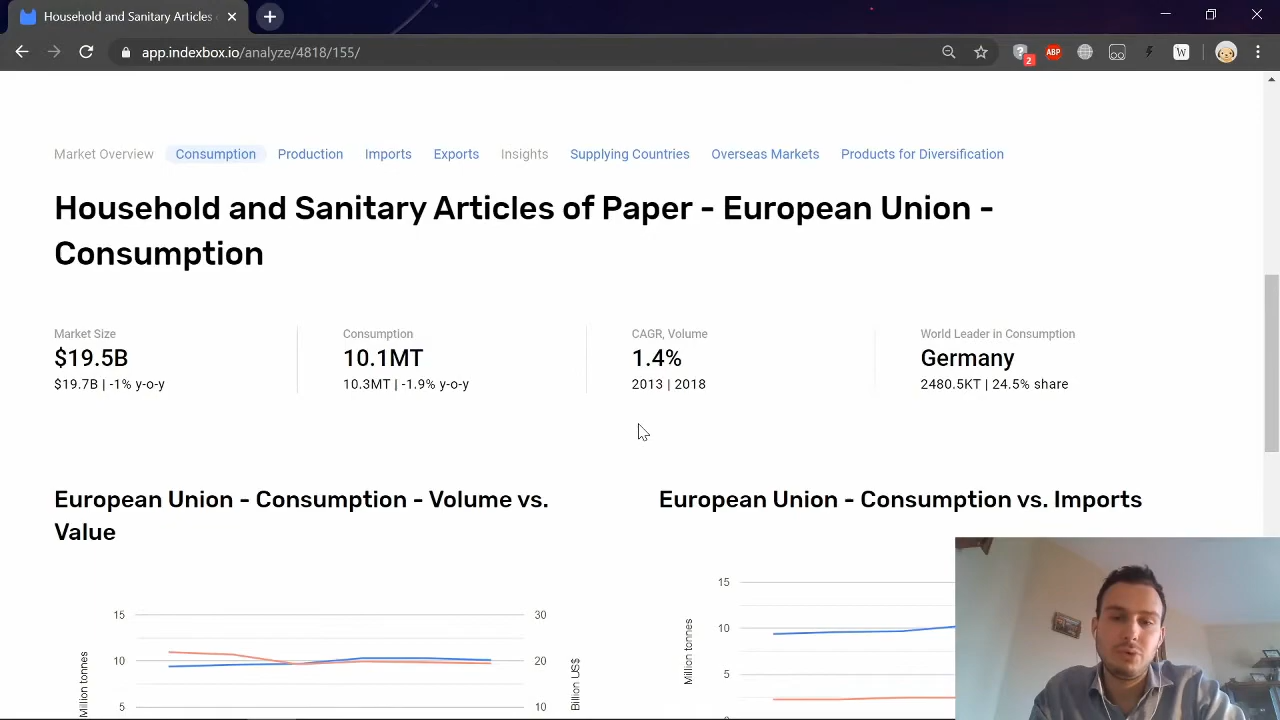 Household and Sanitary Articles
app.indexbox.io/analyze/4818/155/
2
ABP
W
Market Overview Consumption Production Imports Exports Insights Supplying Countries Overseas Markets Products for Diversification
Household and Sanitary Articles of Paper - European Union -
Consumption
Market Size
$19.5B
$19.7B | -1% y-o-y
Consumption
10.1MT
10.3MT | -1.9% y-o-y
CAGR, Volume
1.4%
2013 | 2018
World Leader in Consumption
Germany
2480.5KT | 24.5% share
European Union - Consumption - Volume vs.
Value
15
10
5
Million tonnes
30
20
10
Billion US$
European Union - Consumption vs. Imports
15
10
5
Million tonnes